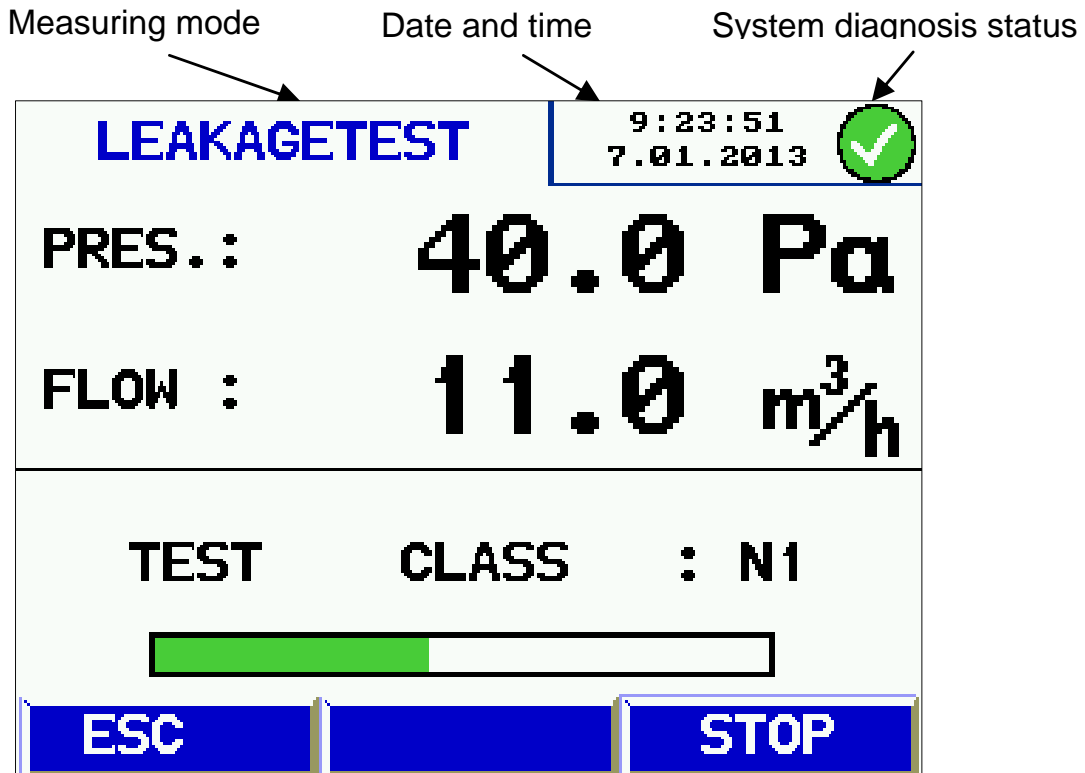 Measuring mode Date and time System diagnosis status
LEAKAGETEST 9:23:51
7.01.2013
PRES.: 40.0 Pa
FLOW : 11.0 m³/h
TEST CLASS : N1
ESC STOP